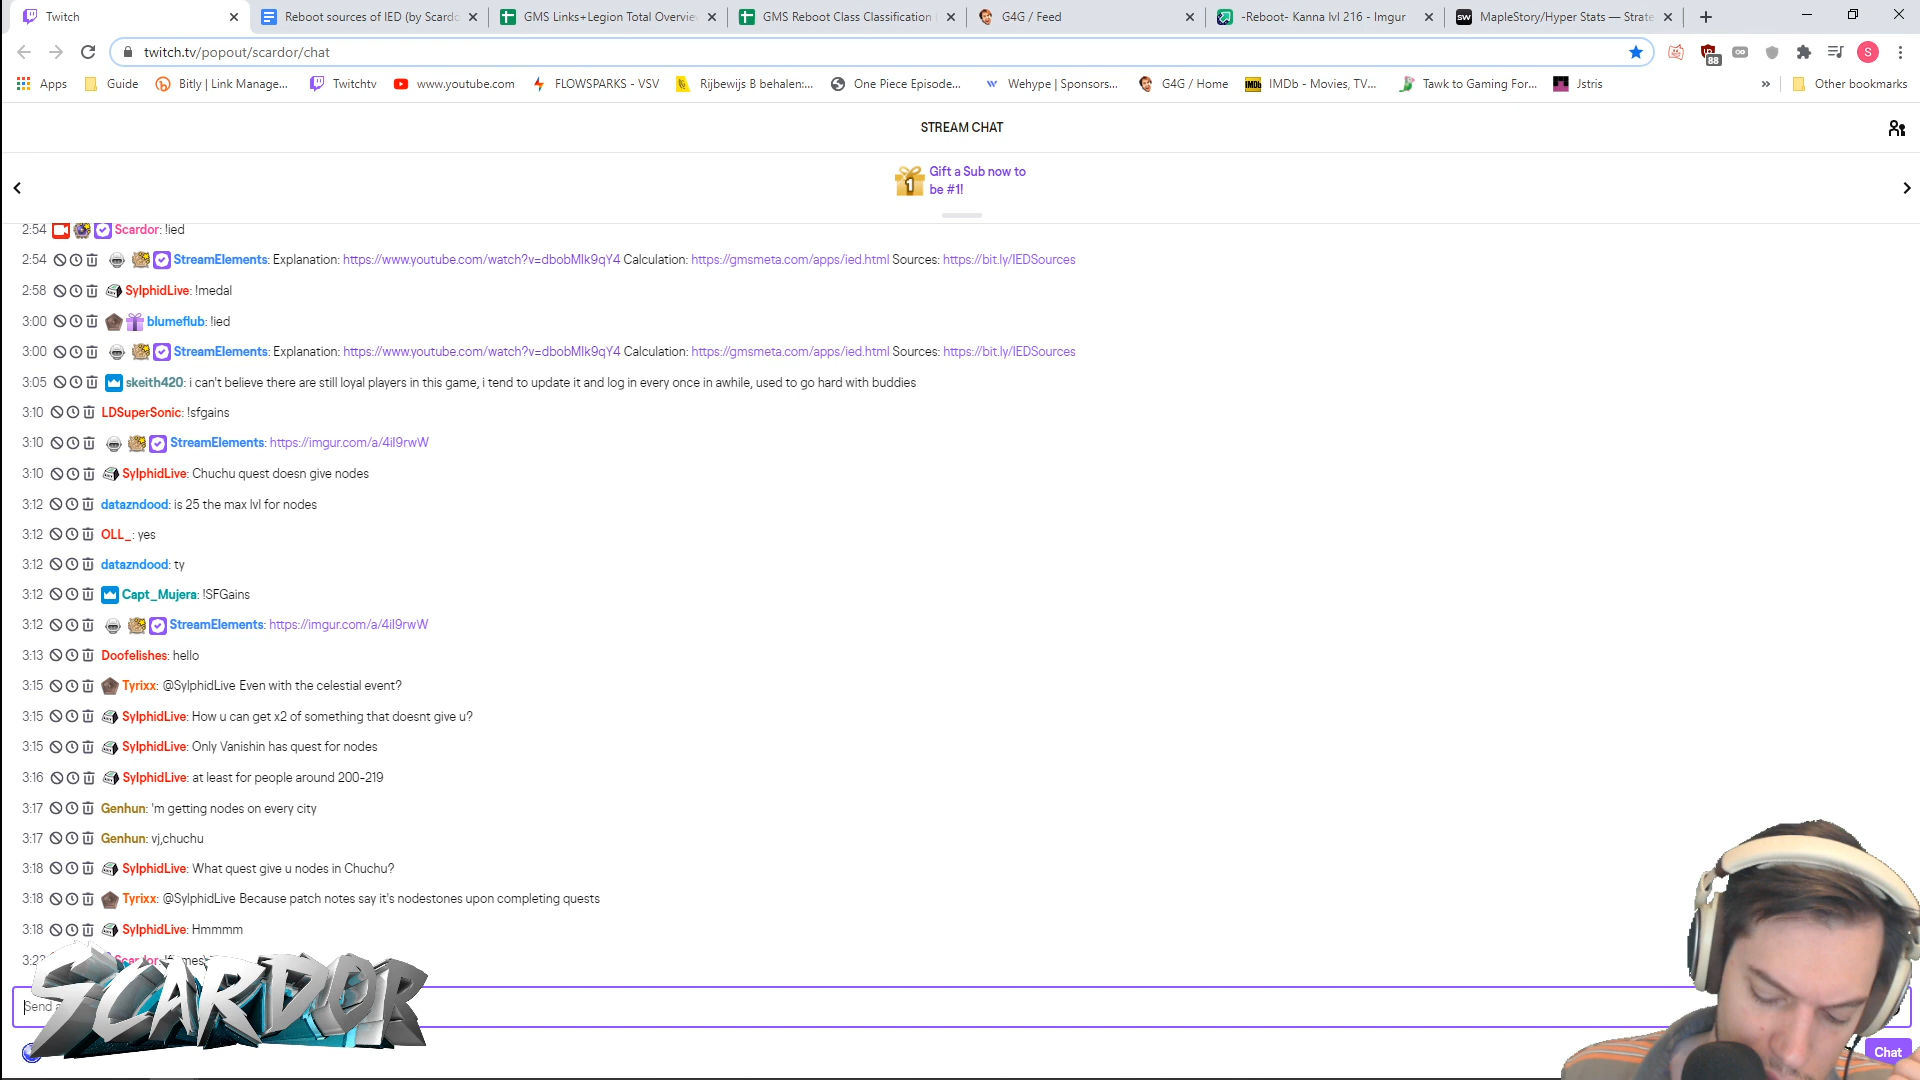 Twitch
Reboot sources of IED (by Scardo
GMS Links+Legion Total Overvie
GMS Reboot Class Classification
G4G / Feed
-Reboot- Kanna lvl 216 - Imgur
SW MapleStory/Hyper Stats — Strate
twitch.tv/popout/scardor/chat
88
S
Apps
Guide
Bitly | Link Manage...
Twitchtv
www.youtube.com
FLOWSPARKS - VSV
Rijbewijs B behalen:...
One Piece Episode...
Wehype | Sponsors...
G4G / Home
IMDb IMDb - Movies, TV...
Tawk to Gaming For...
Jstris
»
Other bookmarks
STREAM CHAT
1
Gift a Sub now to
be #1!
2:54 Scardor: !ied
2:54 StreamElements: Explanation: https://www.youtube.com/watch?v=dbobMlk9qY4 Calculation: https://gmsmeta.com/apps/ied.html Sources: https://bit.ly/IEDSources
2:58 SylphidLive: !medal
3:00 blumeflub: !ied
3:00 StreamElements: Explanation: https://www.youtube.com/watch?v=dbobMlk9qY4 Calculation: https://gmsmeta.com/apps/ied.html Sources: https://bit.ly/IEDSources
3:05 skeith420: i can't believe there are still loyal players in this game, i tend to update it and log in every once in awhile, used to go hard with buddies
3:10 LDSuperSonic: !sfgains
3:10 StreamElements: https://imgur.com/a/4iI9rwW
3:10 SylphidLive: Chuchu quest doesn give nodes
3:12 datazndood: is 25 the max lvl for nodes
3:12 OLL_: yes
3:12 datazndood: ty
3:12 Capt_Mujera: !SFGains
3:12 StreamElements: https://imgur.com/a/4iI9rwW
3:13 Doofelishes: hello
3:15 Tyrixx: @SylphidLive Even with the celestial event?
3:15 SylphidLive: How u can get x2 of something that doesnt give u?
3:15 SylphidLive: Only Vanishin has quest for nodes
3:16 SylphidLive: at least for people around 200-219
3:17 Genhun: 'm getting nodes on every city
3:17 Genhun: vj,chuchu
3:18 SylphidLive: What quest give u nodes in Chuchu?
3:18 Tyrixx: @SylphidLive Because patch notes say it's nodestones upon completing quests
3:18 SylphidLive: Hmmmm
Scardor:
Send a
SCARDOR
Chat